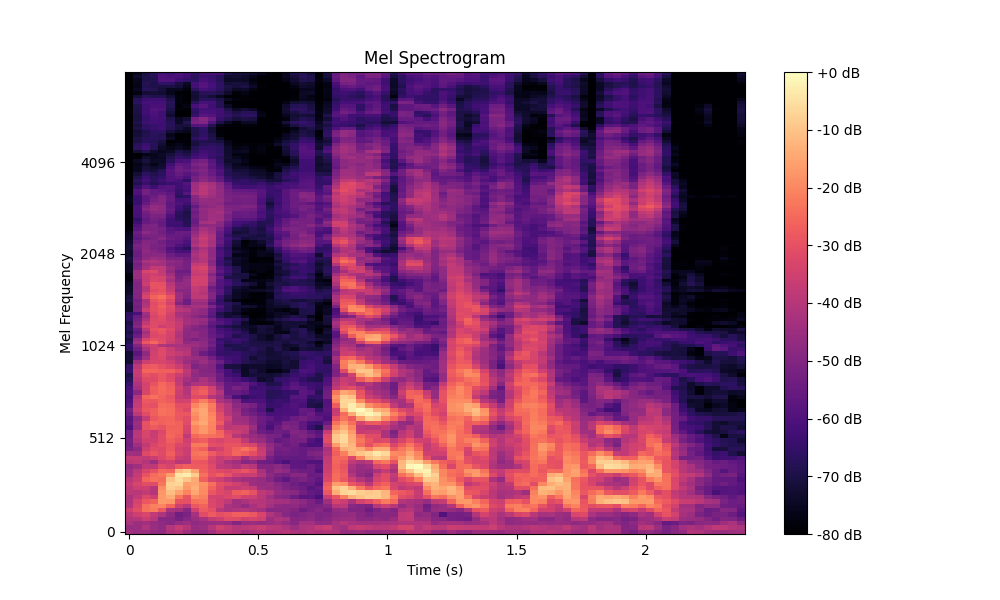 Mel Spectrogram
+0 dB
-10 dB
4096
-20 dB
-30 dB
2048
Mel Frequency
-40 dB
1024
-50 dB
-60 dB
512
-70 dB
0
-80 dB
0 0.5 1 1.5 2
Time (s)